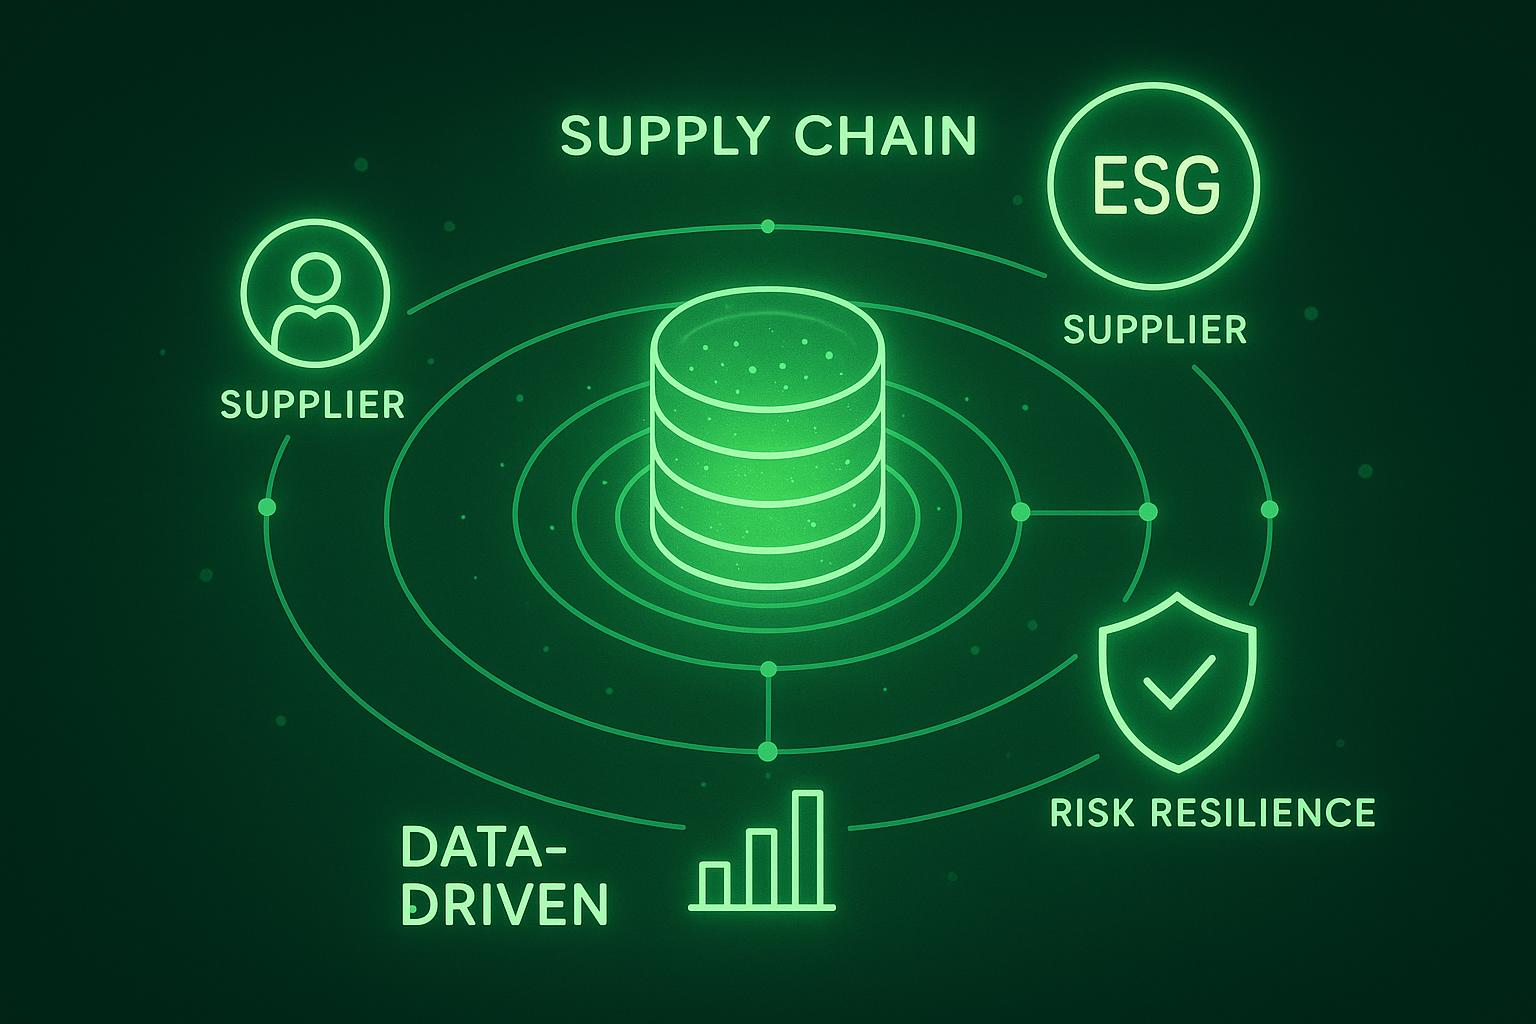 SUPPLY CHAIN
ESG
SUPPLIER
SUPPLIER
RISK RESILIENCE
DATA-
DRIVEN